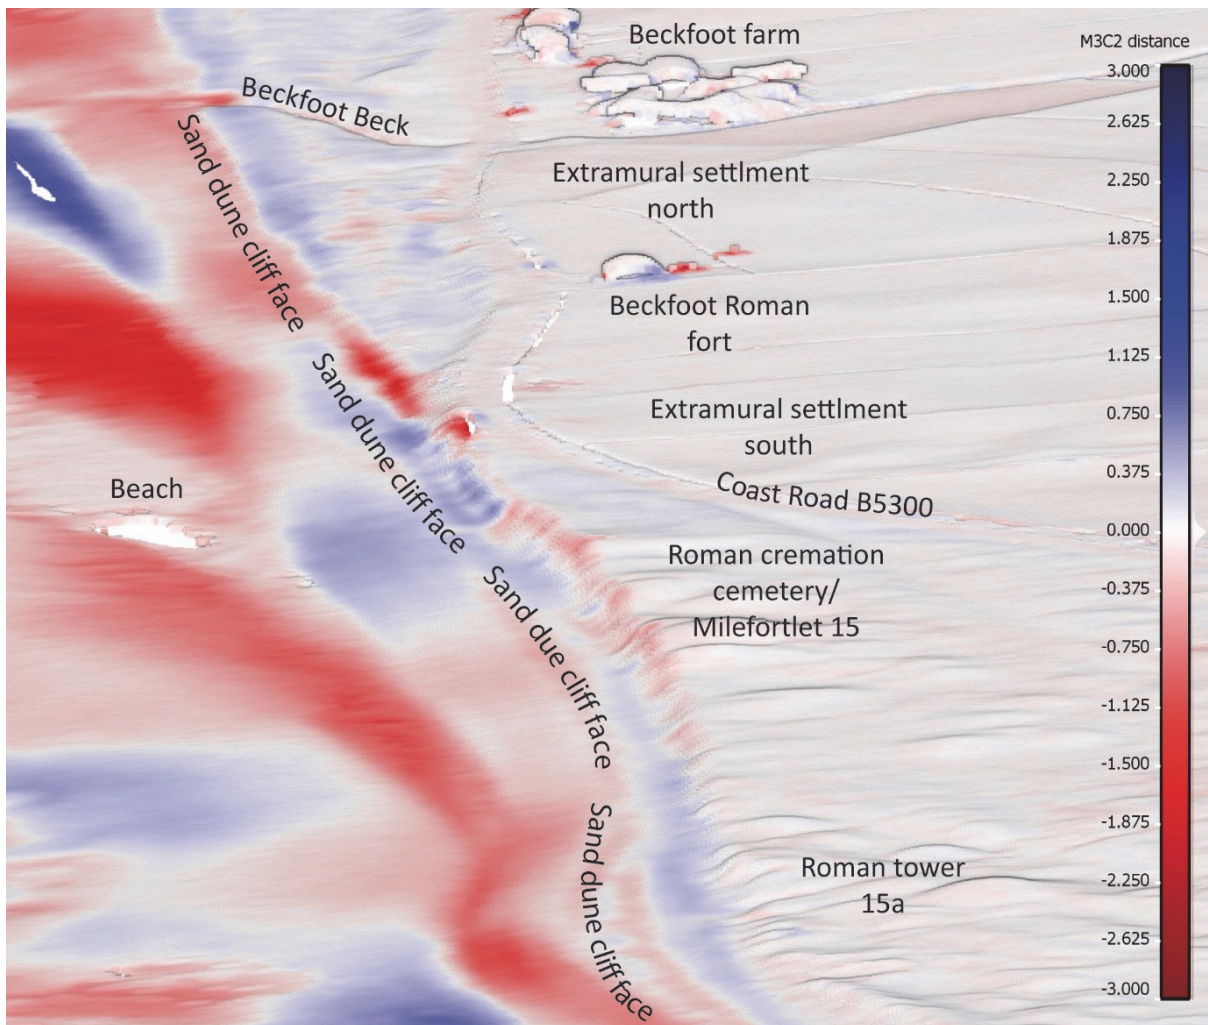 Beckfoot farm
M3C2 distance
3.000
2.625
2.250
1.875
1.500
1.125
0.750
0.375
0.000
-0.375
-0.750
-1.125
-1.500
-1.875
-2.250
-2.625
-3.000
Beckfoot Beck
Sand dune cliff face
Extramural settlment
north
Beckfoot Roman
fort
Sand dune cliff face
Extramural settlment
south
Beach
Coast Road B5300
Roman cremation
cemetery/
Milefortlet 15
Sand due cliff face
Sand dune cliff face
Roman tower
15a